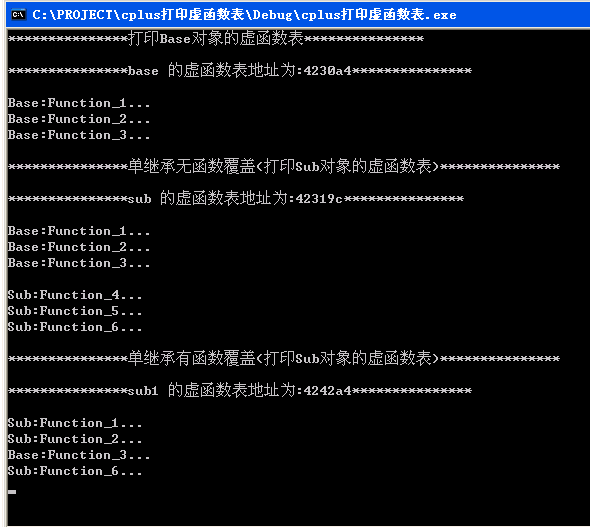 C:\PROJECT\cplus打印虚函数表\Debug\cplus打印虚函数表.exe
***************打印Base对象的虚函数表***************
***************base 的虚函数表地址为:4230a4***************
Base:Function_1...
Base:Function_2...
Base:Function_3...
***************单继承无函数覆盖(打印Sub对象的虚函数表)***************
***************sub 的虚函数表地址为:42319c***************
Base:Function_1...
Base:Function_2...
Base:Function_3...
Sub:Function_4...
Sub:Function_5...
Sub:Function_6...
***************单继承有函数覆盖(打印Sub对象的虚函数表)***************
***************sub1 的虚函数表地址为:4242a4***************
Sub:Function_1...
Sub:Function_2...
Base:Function_3...
Sub:Function_6...